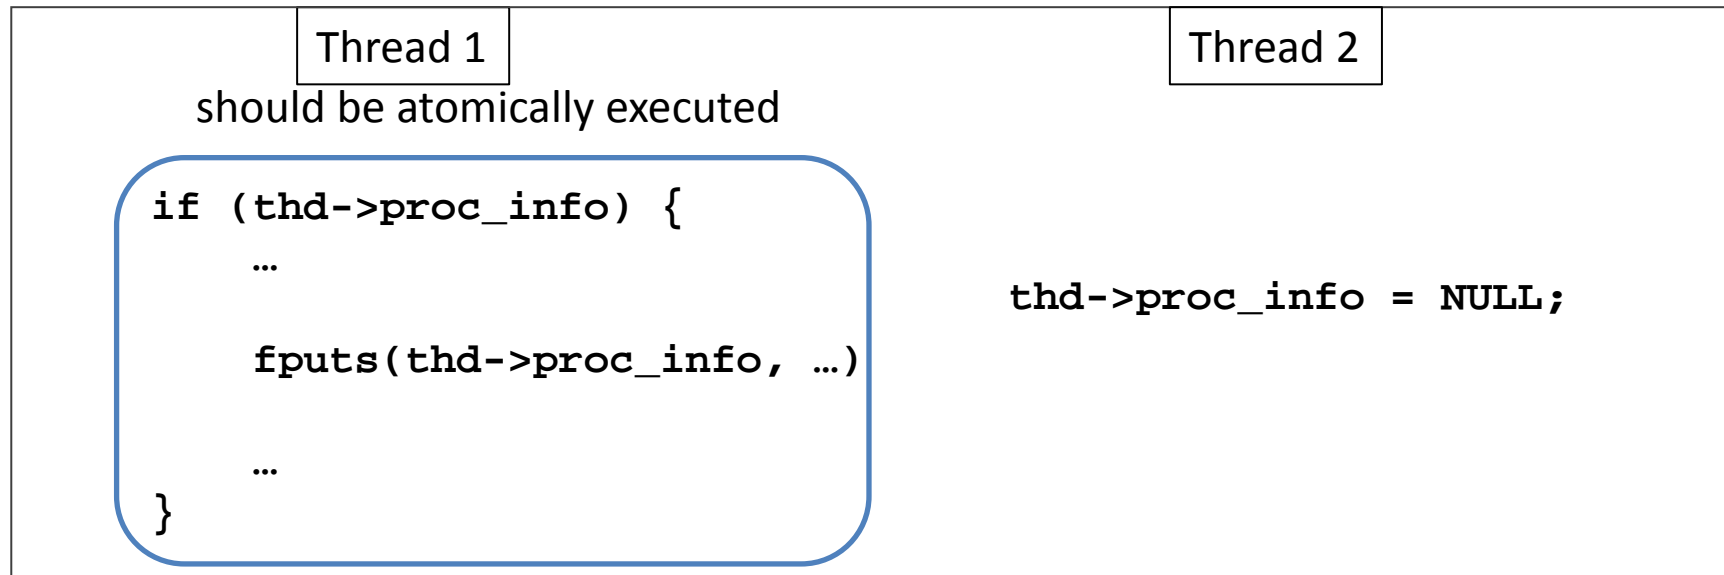 Thread 1
should be atomically executed
if (thd->proc_info) {
…
fputs(thd->proc_info, …)
…
}
Thread 2
thd->proc_info = NULL;